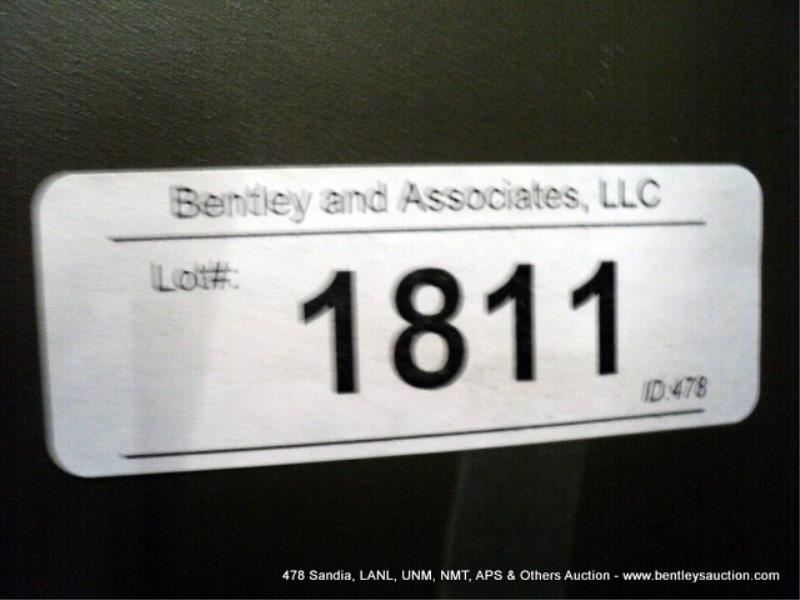 Bentley and Associates, LLC
Lot#:
1811
ID:478
478 Sandia, LANL, UNM, NMT, APS & Others Auction - www.bentleysauction.com